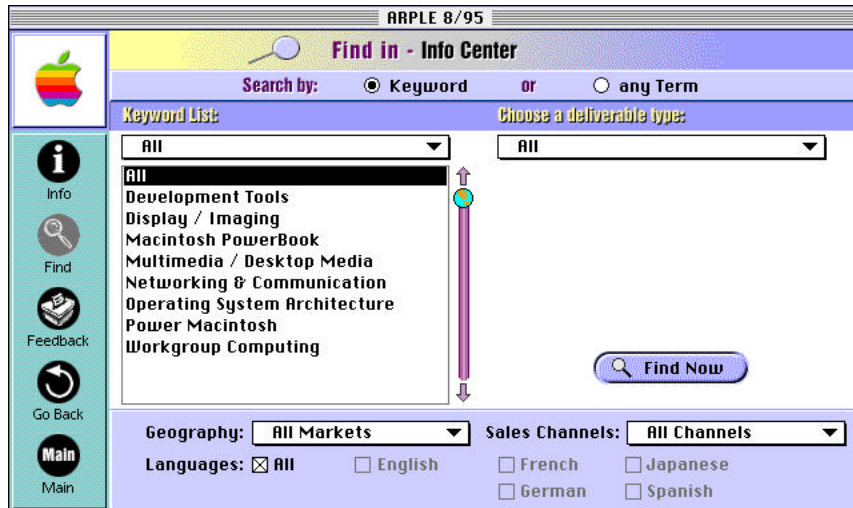 ARPLE 8/95
Find in - Info Center
Search by: Keyword or any Term
Keyword List: Choose a deliverable type:
All All
Info
All
Development Tools
Display / Imaging
Macintosh PowerBook
Multimedia / Desktop Media
Networking & Communication
Operating System Architecture
Power Macintosh
Workgroup Computing
Find
Feedback
Find Now
Go Back
Geography: All Markets Sales Channels: All Channels
Languages: All English French Japanese
German Spanish
Main
Main